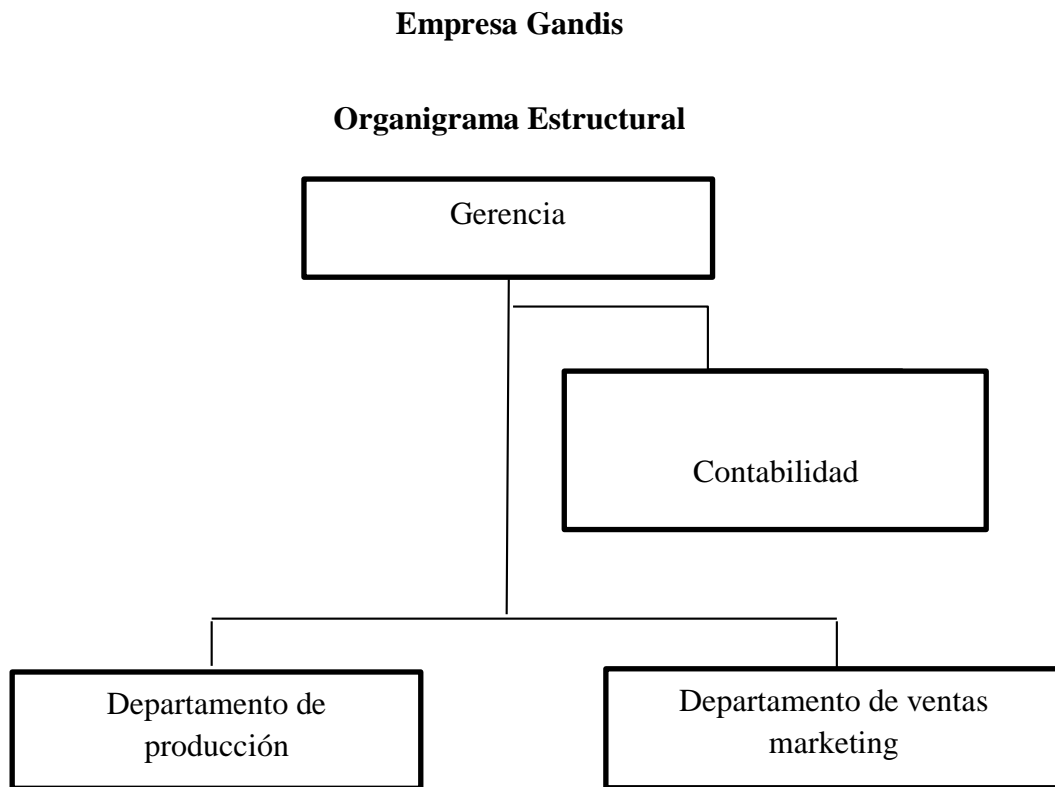 Empresa Gandis
Organigrama Estructural
Gerencia
Contabilidad
Departamento de
producción
Departamento de ventas
marketing